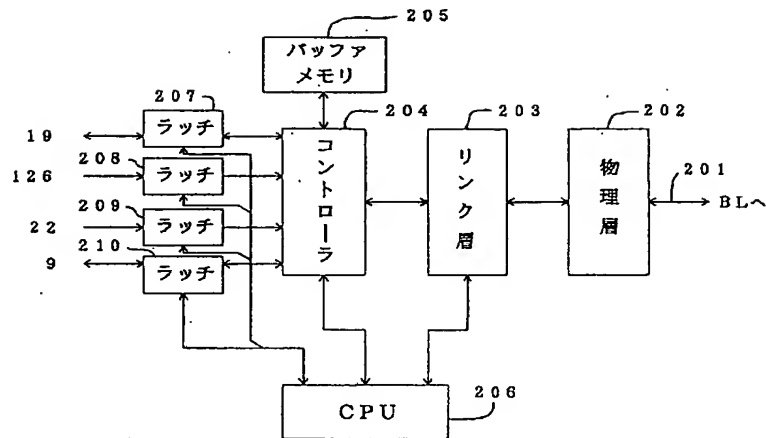 205
バッファ
メモリ
207
204
203
202
19
ラッチ
208
126
ラッチ
209
22
ラッチ
210
9
ラッチ
コントローラ
リンク層
物理層
201
BLへ
CPU
206